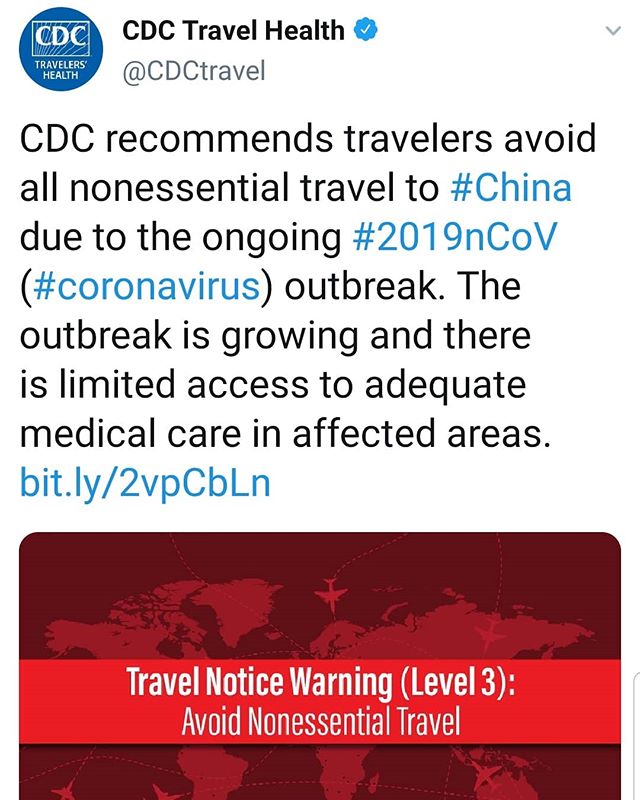 CDC
TRAVELERS'
HEALTH
CDC Travel Health
@CDCtravel
CDC recommends travelers avoid
all nonessential travel to #China
due to the ongoing #2019nCoV
(#coronavirus) outbreak. The
outbreak is growing and there
is limited access to adequate
medical care in affected areas.
bit.ly/2vpCbLn
Travel Notice Warning (Level 3):
Avoid Nonessential Travel